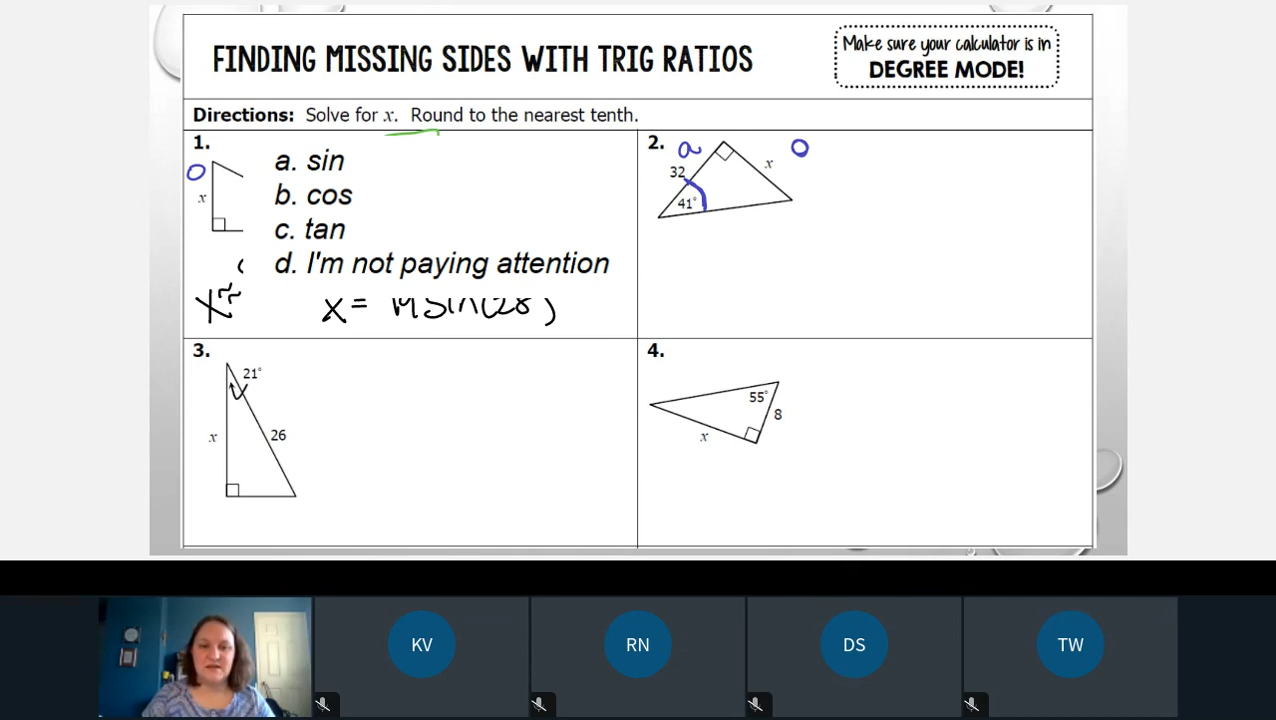 FINDING MISSING SIDES WITH TRIG RATIOS
Make sure your calculator is in
DEGREE MODE!
Directions: Solve for x. Round to the nearest tenth.
1.
O
x
a. sin
b. cos
c. tan
d. I'm not paying attention
x≈
x =
2.
a
O
32
x
41°
3.
21°
x
26
4.
55°
8
x
KV
RN
DS
TW